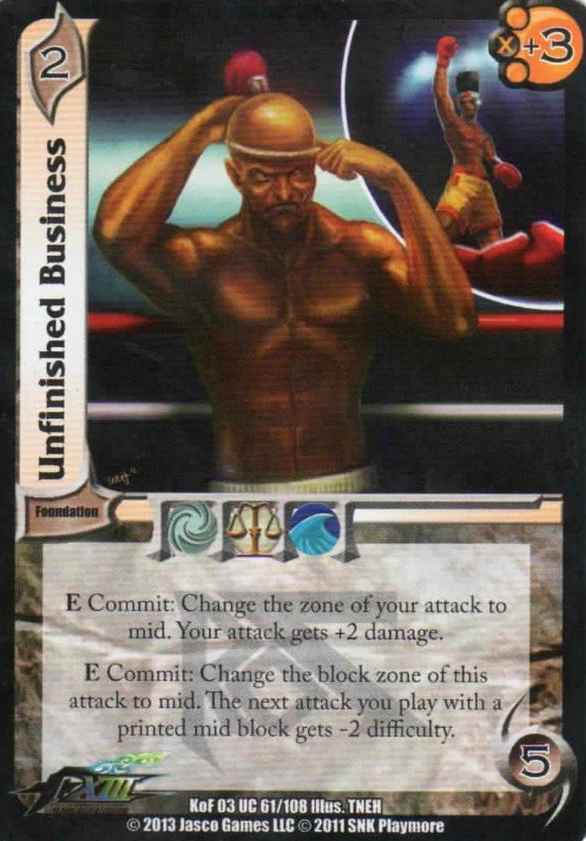 2
X +3
Unfinished Business
Foundation
E Commit: Change the zone of your attack to
mid. Your attack gets +2 damage.
E Commit: Change the block zone of this
attack to mid. The next attack you play with a
printed mid block gets -2 difficulty.
5
XIII
KoF 03 UC 61/108 Illus. TNEH
© 2013 Jasco Games LLC © 2011 SNK Playmore